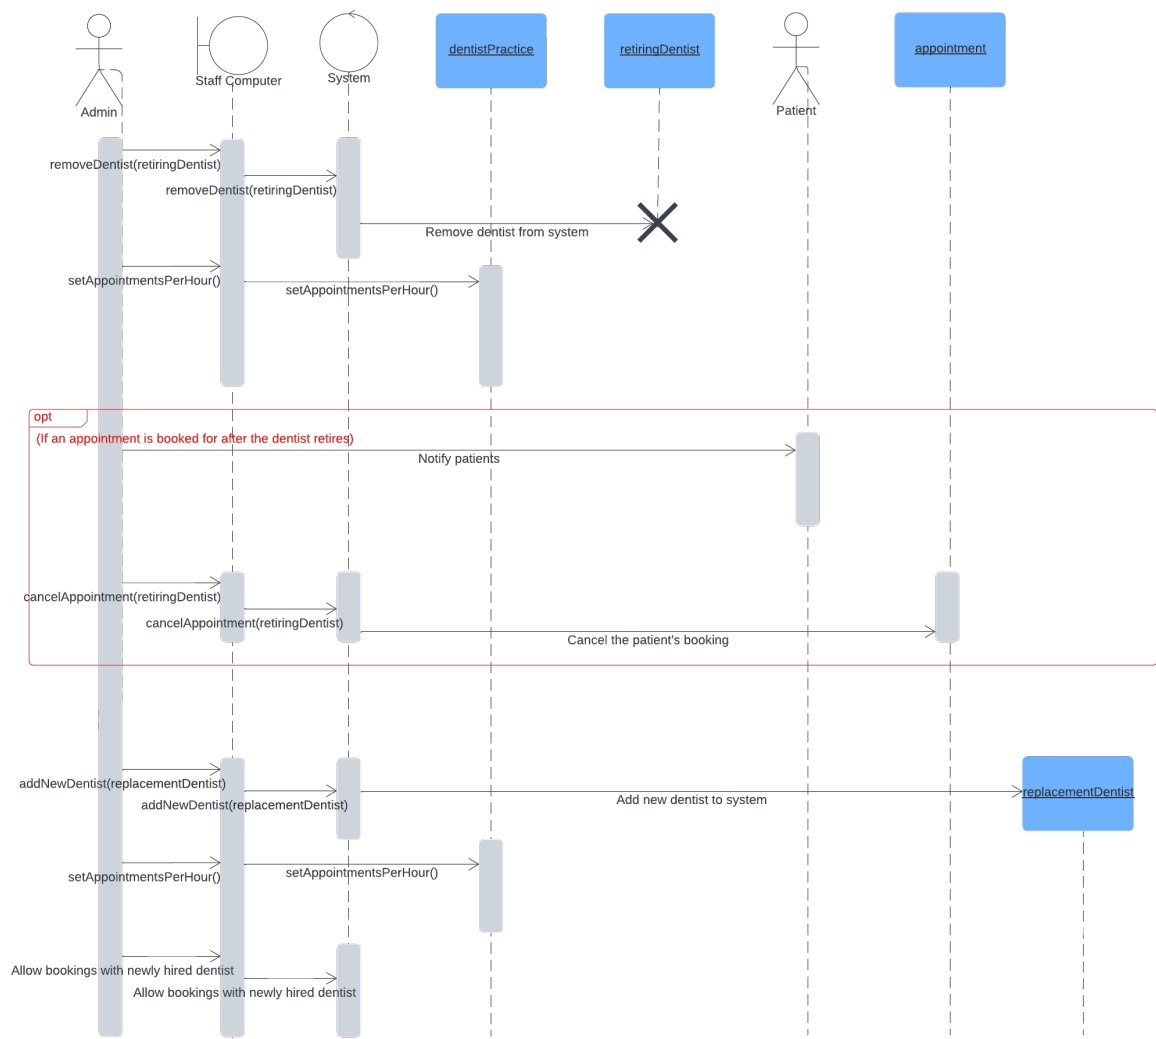 dentistPractice
retiringDentist
appointment
Staff Computer
System
Admin
Patient
removeDentist(retiringDentist)
removeDentist(retiringDentist)
Remove dentist from system
setAppointmentsPerHour()
setAppointmentsPerHour()
opt
(If an appointment is booked for after the dentist retires)
Notify patients
cancelAppointment(retiringDentist)
cancelAppointment(retiringDentist)
Cancel the patient's booking
addNewDentist(replacementDentist)
addNewDentist(replacementDentist)
Add new dentist to system
replacementDentist
setAppointmentsPerHour()
setAppointmentsPerHour()
Allow bookings with newly hired dentist
Allow bookings with newly hired dentist